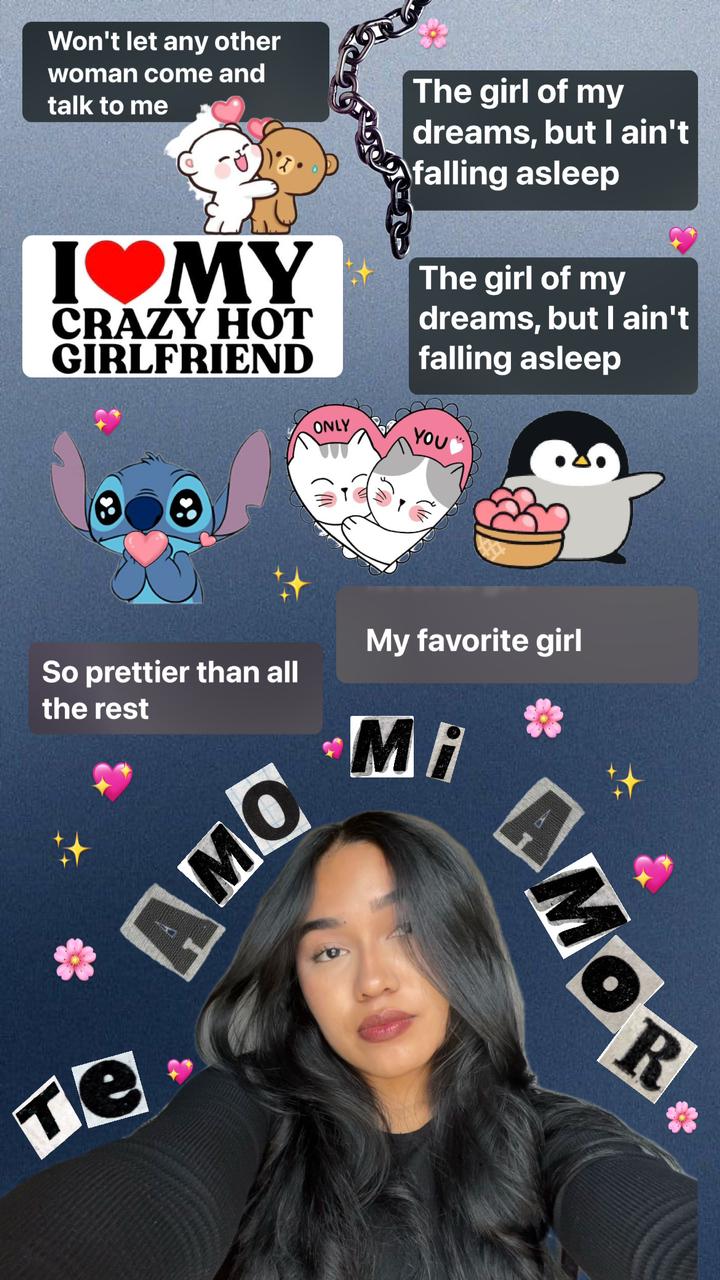 Won't let any other
woman come and
talk to me
The girl of my
dreams, but I ain't
falling asleep
I MY
CRAZY HOT
GIRLFRIEND
The girl of my
dreams, but I ain't
falling asleep
ONLY YOU
My favorite girl
So prettier than all
the rest
Te AMO Mi AMOR